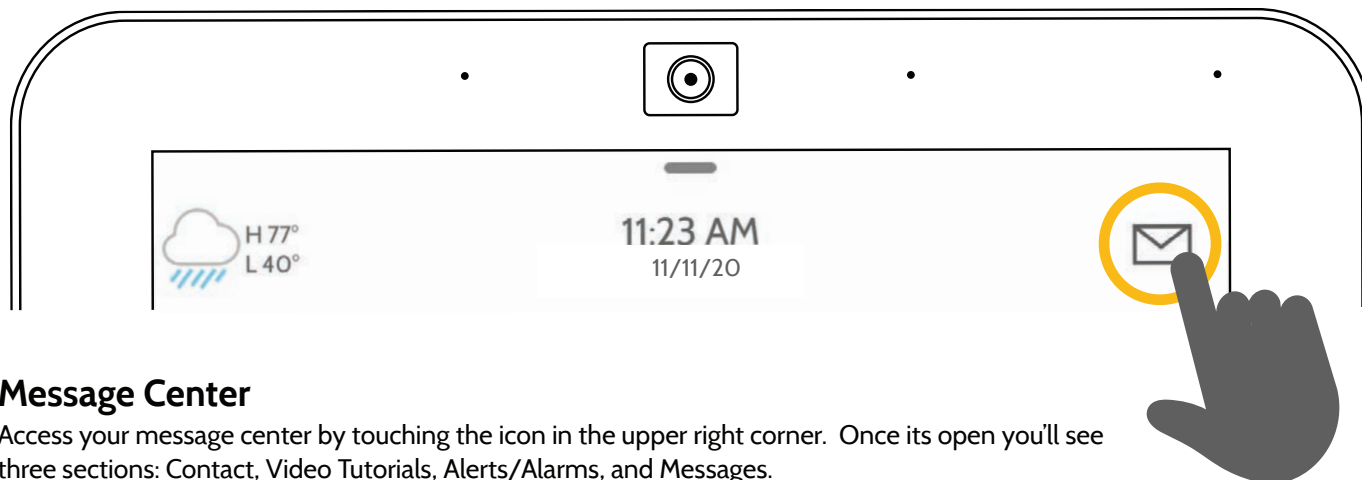 H 77°
L 40°
11:23 AM
11/11/20
Message Center
Access your message center by touching the icon in the upper right corner.  Once its open you'll see
three sections: Contact, Video Tutorials, Alerts/Alarms, and Messages.